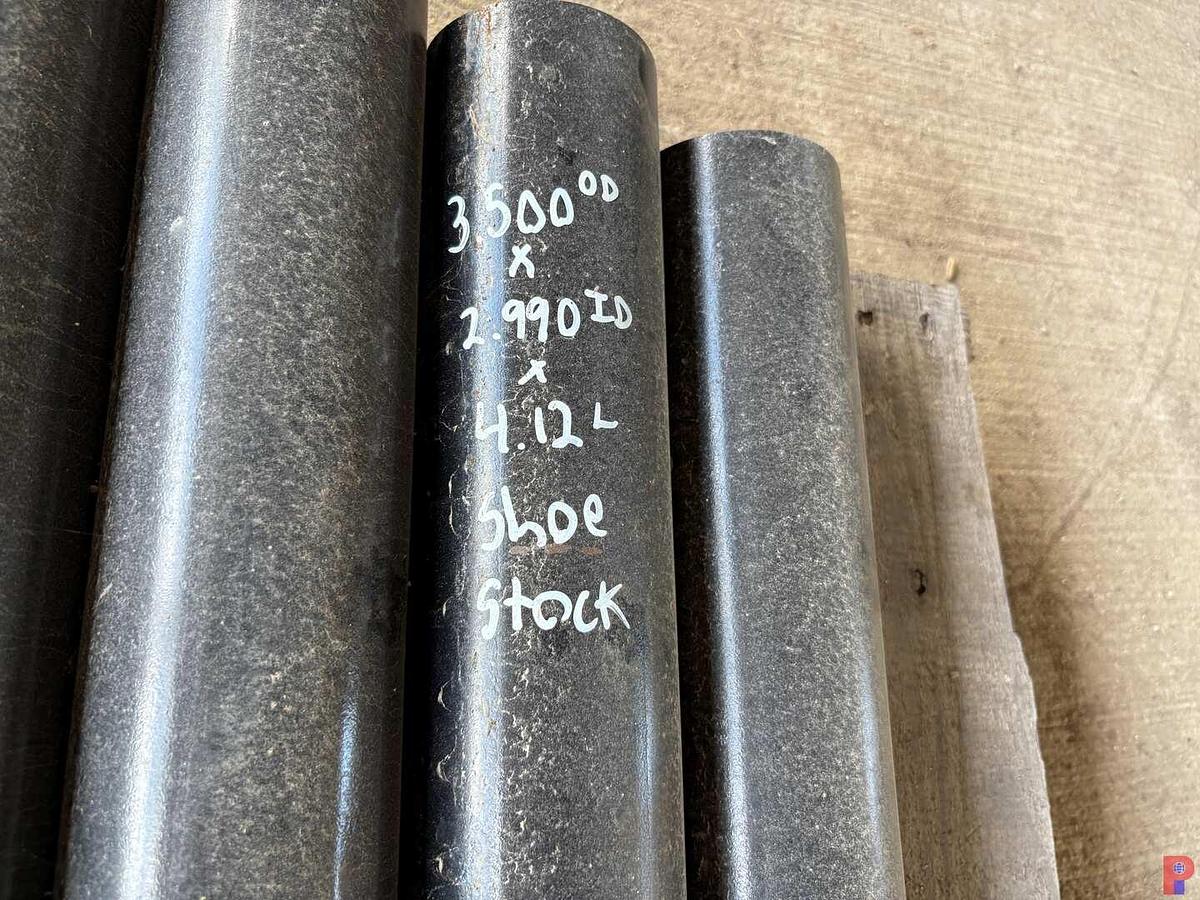 3.500 OD
x
2.990 ID
x
4.12 L
Shoe
Stock